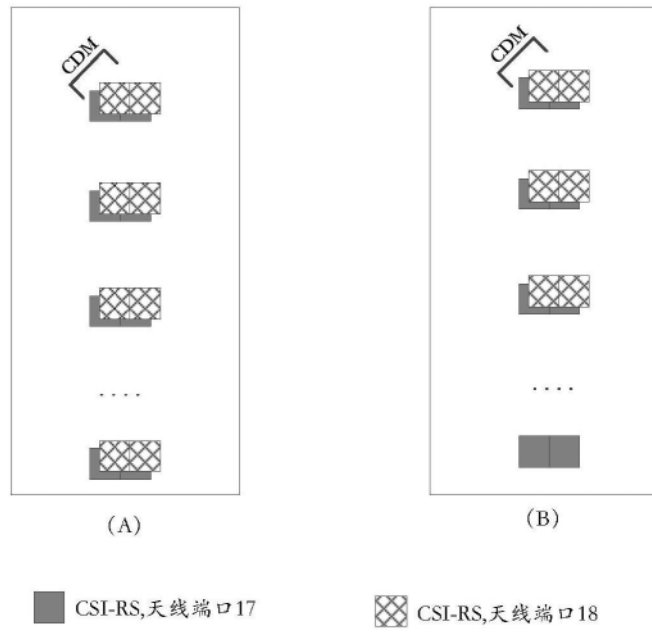 CDM
CDM
. . . .
. . . .
(A)
(B)
CSI-RS,天线端口17
CSI-RS,天线端口18